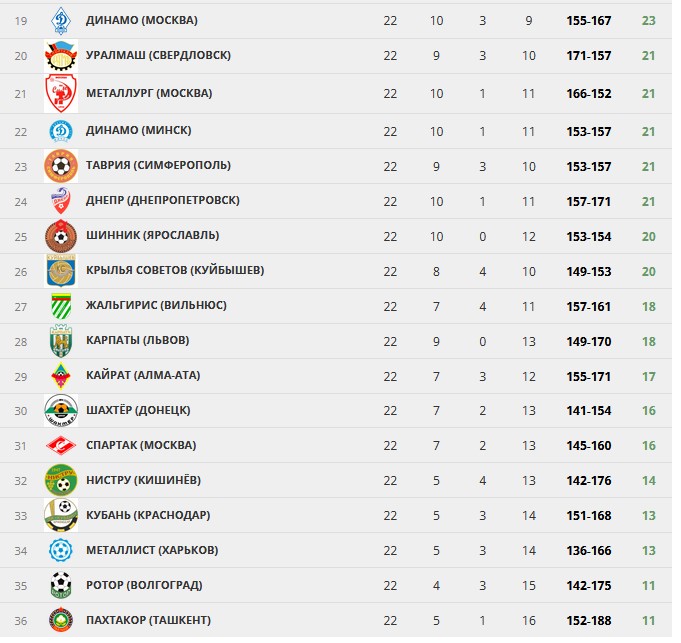 19 ДИНАМО (МОСКВА) 22 10 3 9 155-167 23
20 УРАЛМАШ (СВЕРДЛОВСК) 22 9 3 10 171-157 21
21 МЕТАЛЛУРГ (МОСКВА) 22 10 1 11 166-152 21
22 ДИНАМО (МИНСК) 22 10 1 11 153-157 21
23 ТАВРИЯ (СИМФЕРОПОЛЬ) 22 9 3 10 153-157 21
24 ДНЕПР (ДНЕПРОПЕТРОВСК) 22 10 1 11 157-171 21
25 ШИННИК (ЯРОСЛАВЛЬ) 22 10 0 12 153-154 20
26 КРЫЛЬЯ СОВЕТОВ (КУЙБЫШЕВ) 22 8 4 10 149-153 20
27 ЖАЛЬГИРИС (ВИЛЬНЮС) 22 7 4 11 157-161 18
28 КАРПАТЫ (ЛЬВОВ) 22 9 0 13 149-170 18
29 КАЙРАТ (АЛМА-АТА) 22 7 3 12 155-171 17
30 ШАХТЁР (ДОНЕЦК) 22 7 2 13 141-154 16
31 СПАРТАК (МОСКВА) 22 7 2 13 145-160 16
32 НИСТРУ (КИШИНЁВ) 22 5 4 13 142-176 14
33 КУБАНЬ (КРАСНОДАР) 22 5 3 14 151-168 13
34 МЕТАЛЛИСТ (ХАРЬКОВ) 22 5 3 14 136-166 13
35 РОТОР (ВОЛГОГРАД) 22 4 3 15 142-175 11
36 ПАХТАКОР (ТАШКЕНТ) 22 5 1 16 152-188 11